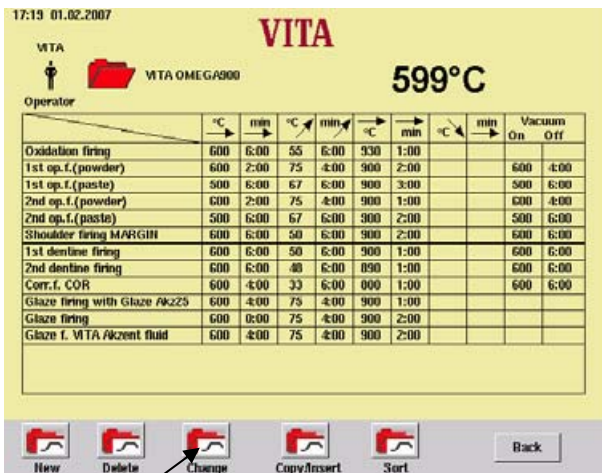 17:19 01.02.2007
VITA
VITA
VITA OMEGA900
599°C
Operator
°C min °C min °C min °C min Vacuum
On Off
Oxidation firing 600 6:00 55 6:00 930 1:00
1st op.f.(powder) 600 2:00 75 4:00 900 2:00 600 4:00
1st op.f.(paste) 500 6:00 67 6:00 900 3:00 500 6:00
2nd op.f.(powder) 600 2:00 75 4:00 900 1:00 600 4:00
2nd op.f.(paste) 500 6:00 67 6:00 900 2:00 500 6:00
Shoulder firing MARGIN 600 6:00 50 6:00 900 2:00 600 6:00
1st dentine firing 600 6:00 50 6:00 900 1:00 600 6:00
2nd dentine firing 600 6:00 48 6:00 890 1:00 600 6:00
Corr.f. COR 600 4:00 33 6:00 800 1:00 600 6:00
Glaze firing with Glaze Akz25 600 4:00 75 4:00 900 1:00
Glaze firing 600 0:00 75 4:00 900 2:00
Glaze f. VITA Akzent fluid 600 4:00 75 4:00 900 2:00
New Delete Change Copy/Insert Sort Back